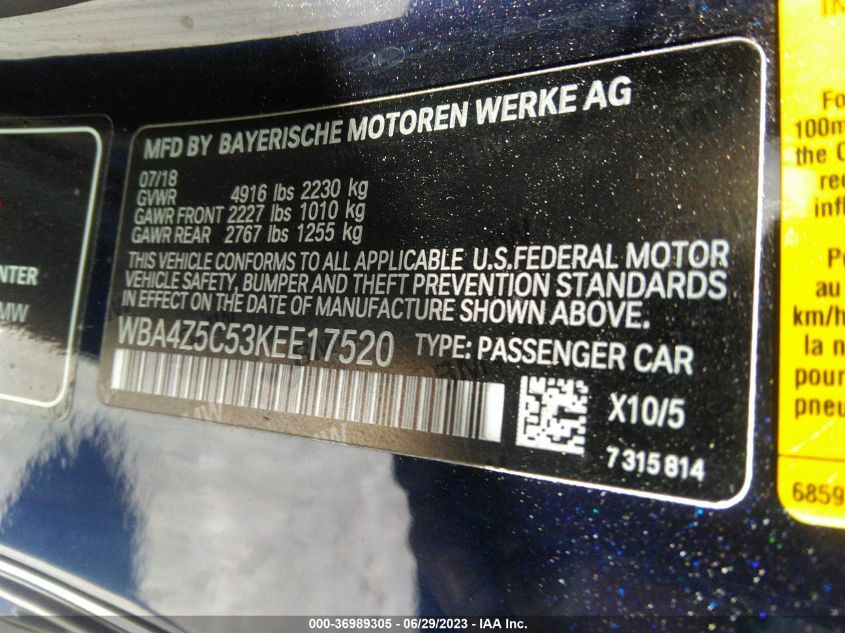 MFD BY BAYERISCHE MOTOREN WERKE AG
07/18
GVWR 4916 lbs 2230 kg
GAWR FRONT 2227 lbs 1010 kg
GAWR REAR 2767 lbs 1255 kg
THIS VEHICLE CONFORMS TO ALL APPLICABLE U.S.FEDERAL MOTOR
VEHICLE SAFETY, BUMPER AND THEFT PREVENTION STANDARDS
IN EFFECT ON THE DATE OF MANUFACTURE SHOWN ABOVE.
WBA4Z5C53KEE17520 TYPE: PASSENGER CAR
X10/5
7 315 814
NTER
MW
Fo
100m
the C
rec
infl
P
au
km/h
la n
pour
pneu
6859
000-36989305 - 06/29/2023 - IAA Inc.